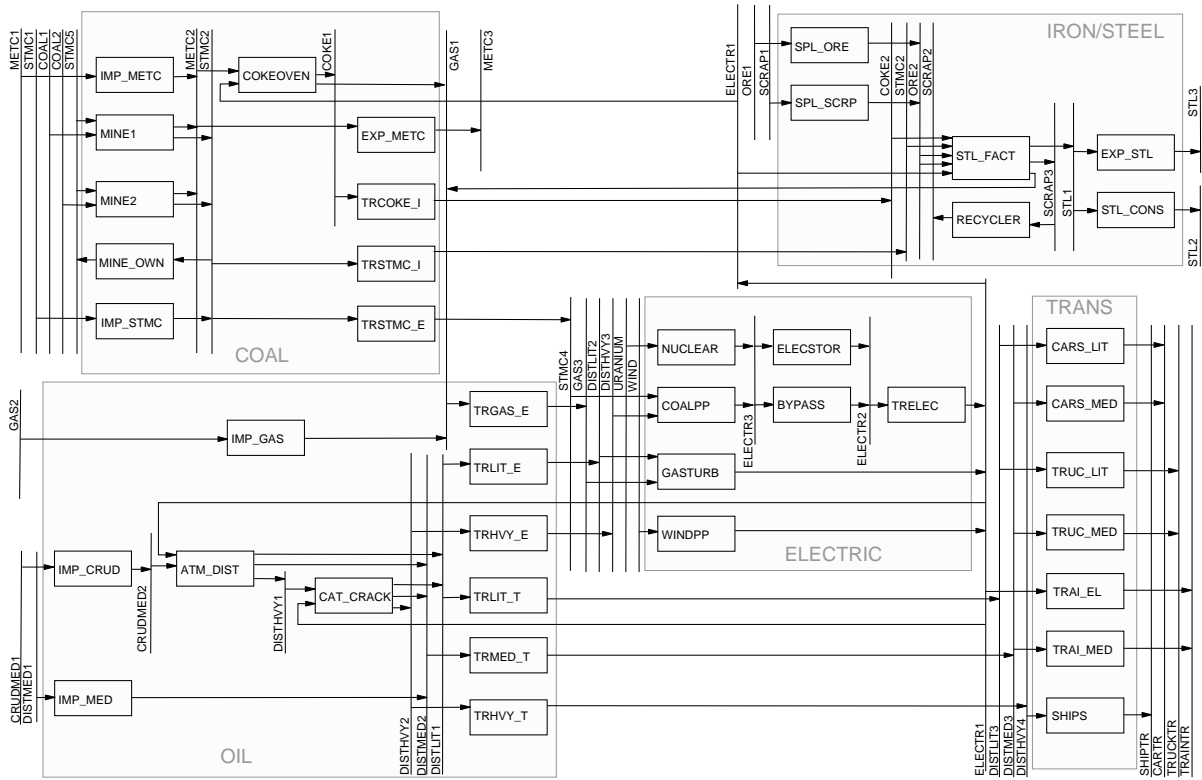 METC1
STMC1
COAL1
COAL2
STMC5
METC2
STMC2
COKE1
GAS1
METC3
ELECTR1
ORE1
SCRAP1
COKE2
STMC2
ORE2
SCRAP2
IRON/STEEL
STL3
IMP_METC
COKEOVEN
SPL_ORE
SPL_SCRP
MINE1
EXP_METC
STL_FACT
EXP_STL
MINE2
TRCOKE_I
SCRAP3
STL1
RECYCLER
STL_CONS
STL2
MINE_OWN
TRSTMC_I
IMP_STMC
TRSTMC_E
COAL
STMC4
GAS3
DISTLIT2
DISTHVY3
URANIUM
WIND
NUCLEAR
ELECSTOR
TRANS
CARS_LIT
GAS2
TRGAS_E
COALPP
BYPASS
TRELEC
CARS_MED
ELECTR3
ELECTR2
IMP_GAS
TRLIT_E
GASTURB
TRUC_LIT
TRHVY_E
WINDPP
ELECTRIC
TRUC_MED
IMP_CRUD
CRUDMED2
ATM_DIST
DISTHVY1
CAT_CRACK
TRLIT_T
TRAI_EL
CRUDMED1
DISTMED1
TRMED_T
TRAI_MED
IMP_MED
TRHVY_T
SHIPS
OIL
DISTHVY2
DISTMED2
DISTLIT1
ELECTR1
DISTLIT3
DISTMED3
DISTHVY4
SHIPTR
CARTR
TRUCKTR
TRAINTR